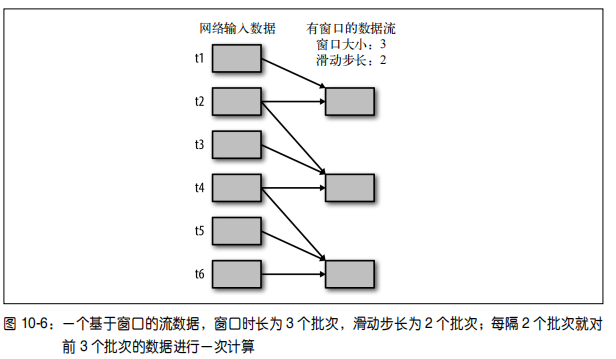 网络输入数据
有窗口的数据流
窗口大小：3
滑动步长：2
t1
t2
t3
t4
t5
t6
图 10-6：一个基于窗口的流数据，窗口时长为 3 个批次，滑动步长为 2 个批次；每隔 2 个批次就对
前 3 个批次的数据进行一次计算